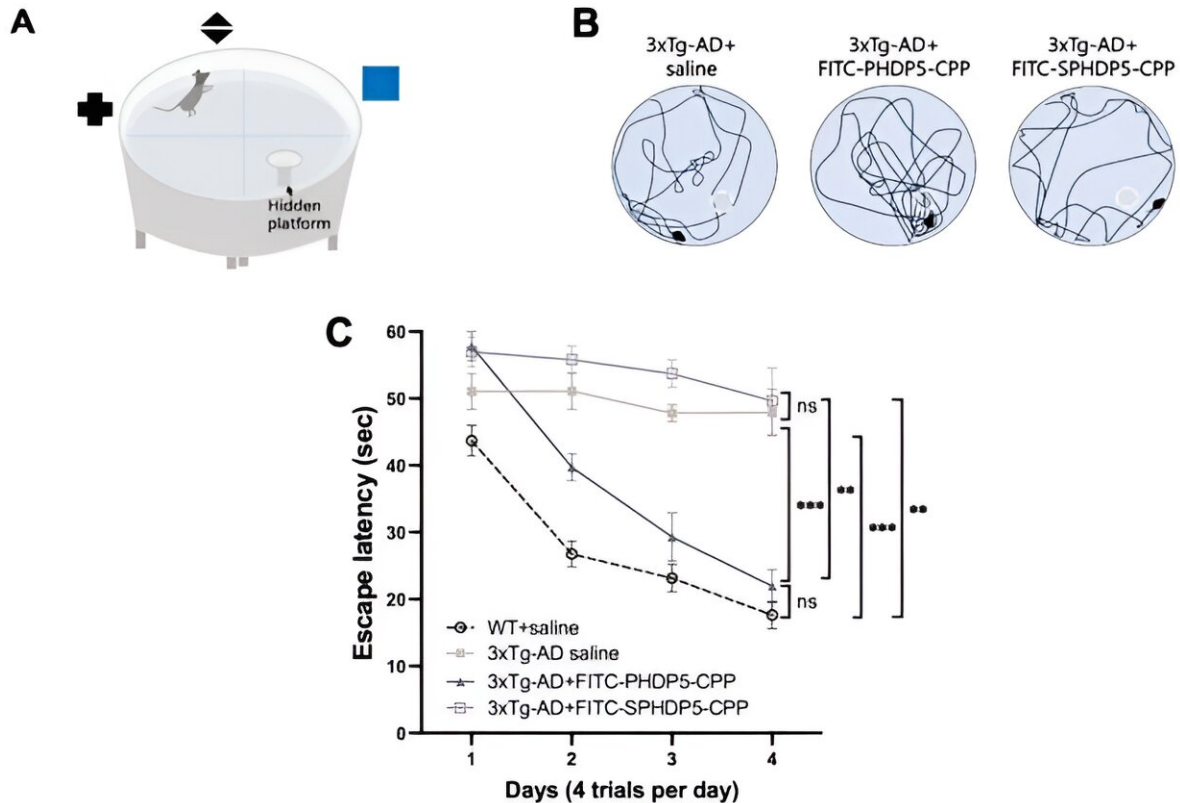 A
Hidden
platform
B
3xTg-AD+
saline
3xTg-AD+
FITC-PHDP5-CPP
3xTg-AD+
FITC-SPHDP5-CPP
C
Escape latency (sec)
60
50
40
30
20
10
0
1 2 3 4
Days (4 trials per day)
WT+saline
3xTg-AD saline
3xTg-AD+FITC-PHDP5-CPP
3xTg-AD+FITC-SPHDP5-CPP
ns
***
**
***
**
ns